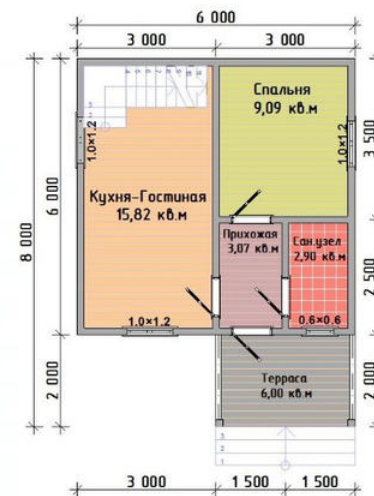 6 000
3 000 3 000
Спальня
9,09 кв.м
1.0×1.2
1.0×1.2
3 500
6 000
8 000
Кухня-Гостиная
15,82 кв.м
Прихожая
3,07 кв.м
Сан.узел
2,90 кв.м
2 500
1.0×1.2
0.6×0.6
2 000
Терраса
6,00 кв.м
2 000
3 000 1 500 1 500